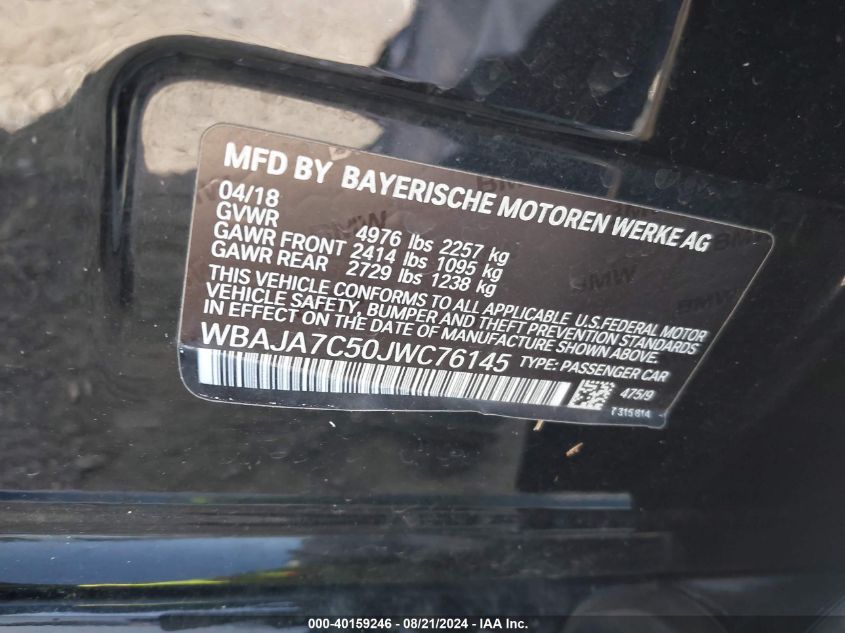 MFD BY BAYERISCHE MOTOREN WERKE AG
04/18
GVWR 4976 lbs 2257 kg
GAWR FRONT 2414 lbs 1095 kg
GAWR REAR 2729 lbs 1238 kg
THIS VEHICLE CONFORMS TO ALL APPLICABLE U.S.FEDERAL MOTOR
VEHICLE SAFETY, BUMPER AND THEFT PREVENTION STANDARDS
IN EFFECT ON THE DATE OF MANUFACTURE SHOWN ABOVE.
WBAJA7C50JWC76145 TYPE: PASSENGER CAR
475/9
7315814
000-40159246 - 08/21/2024 - IAA Inc.